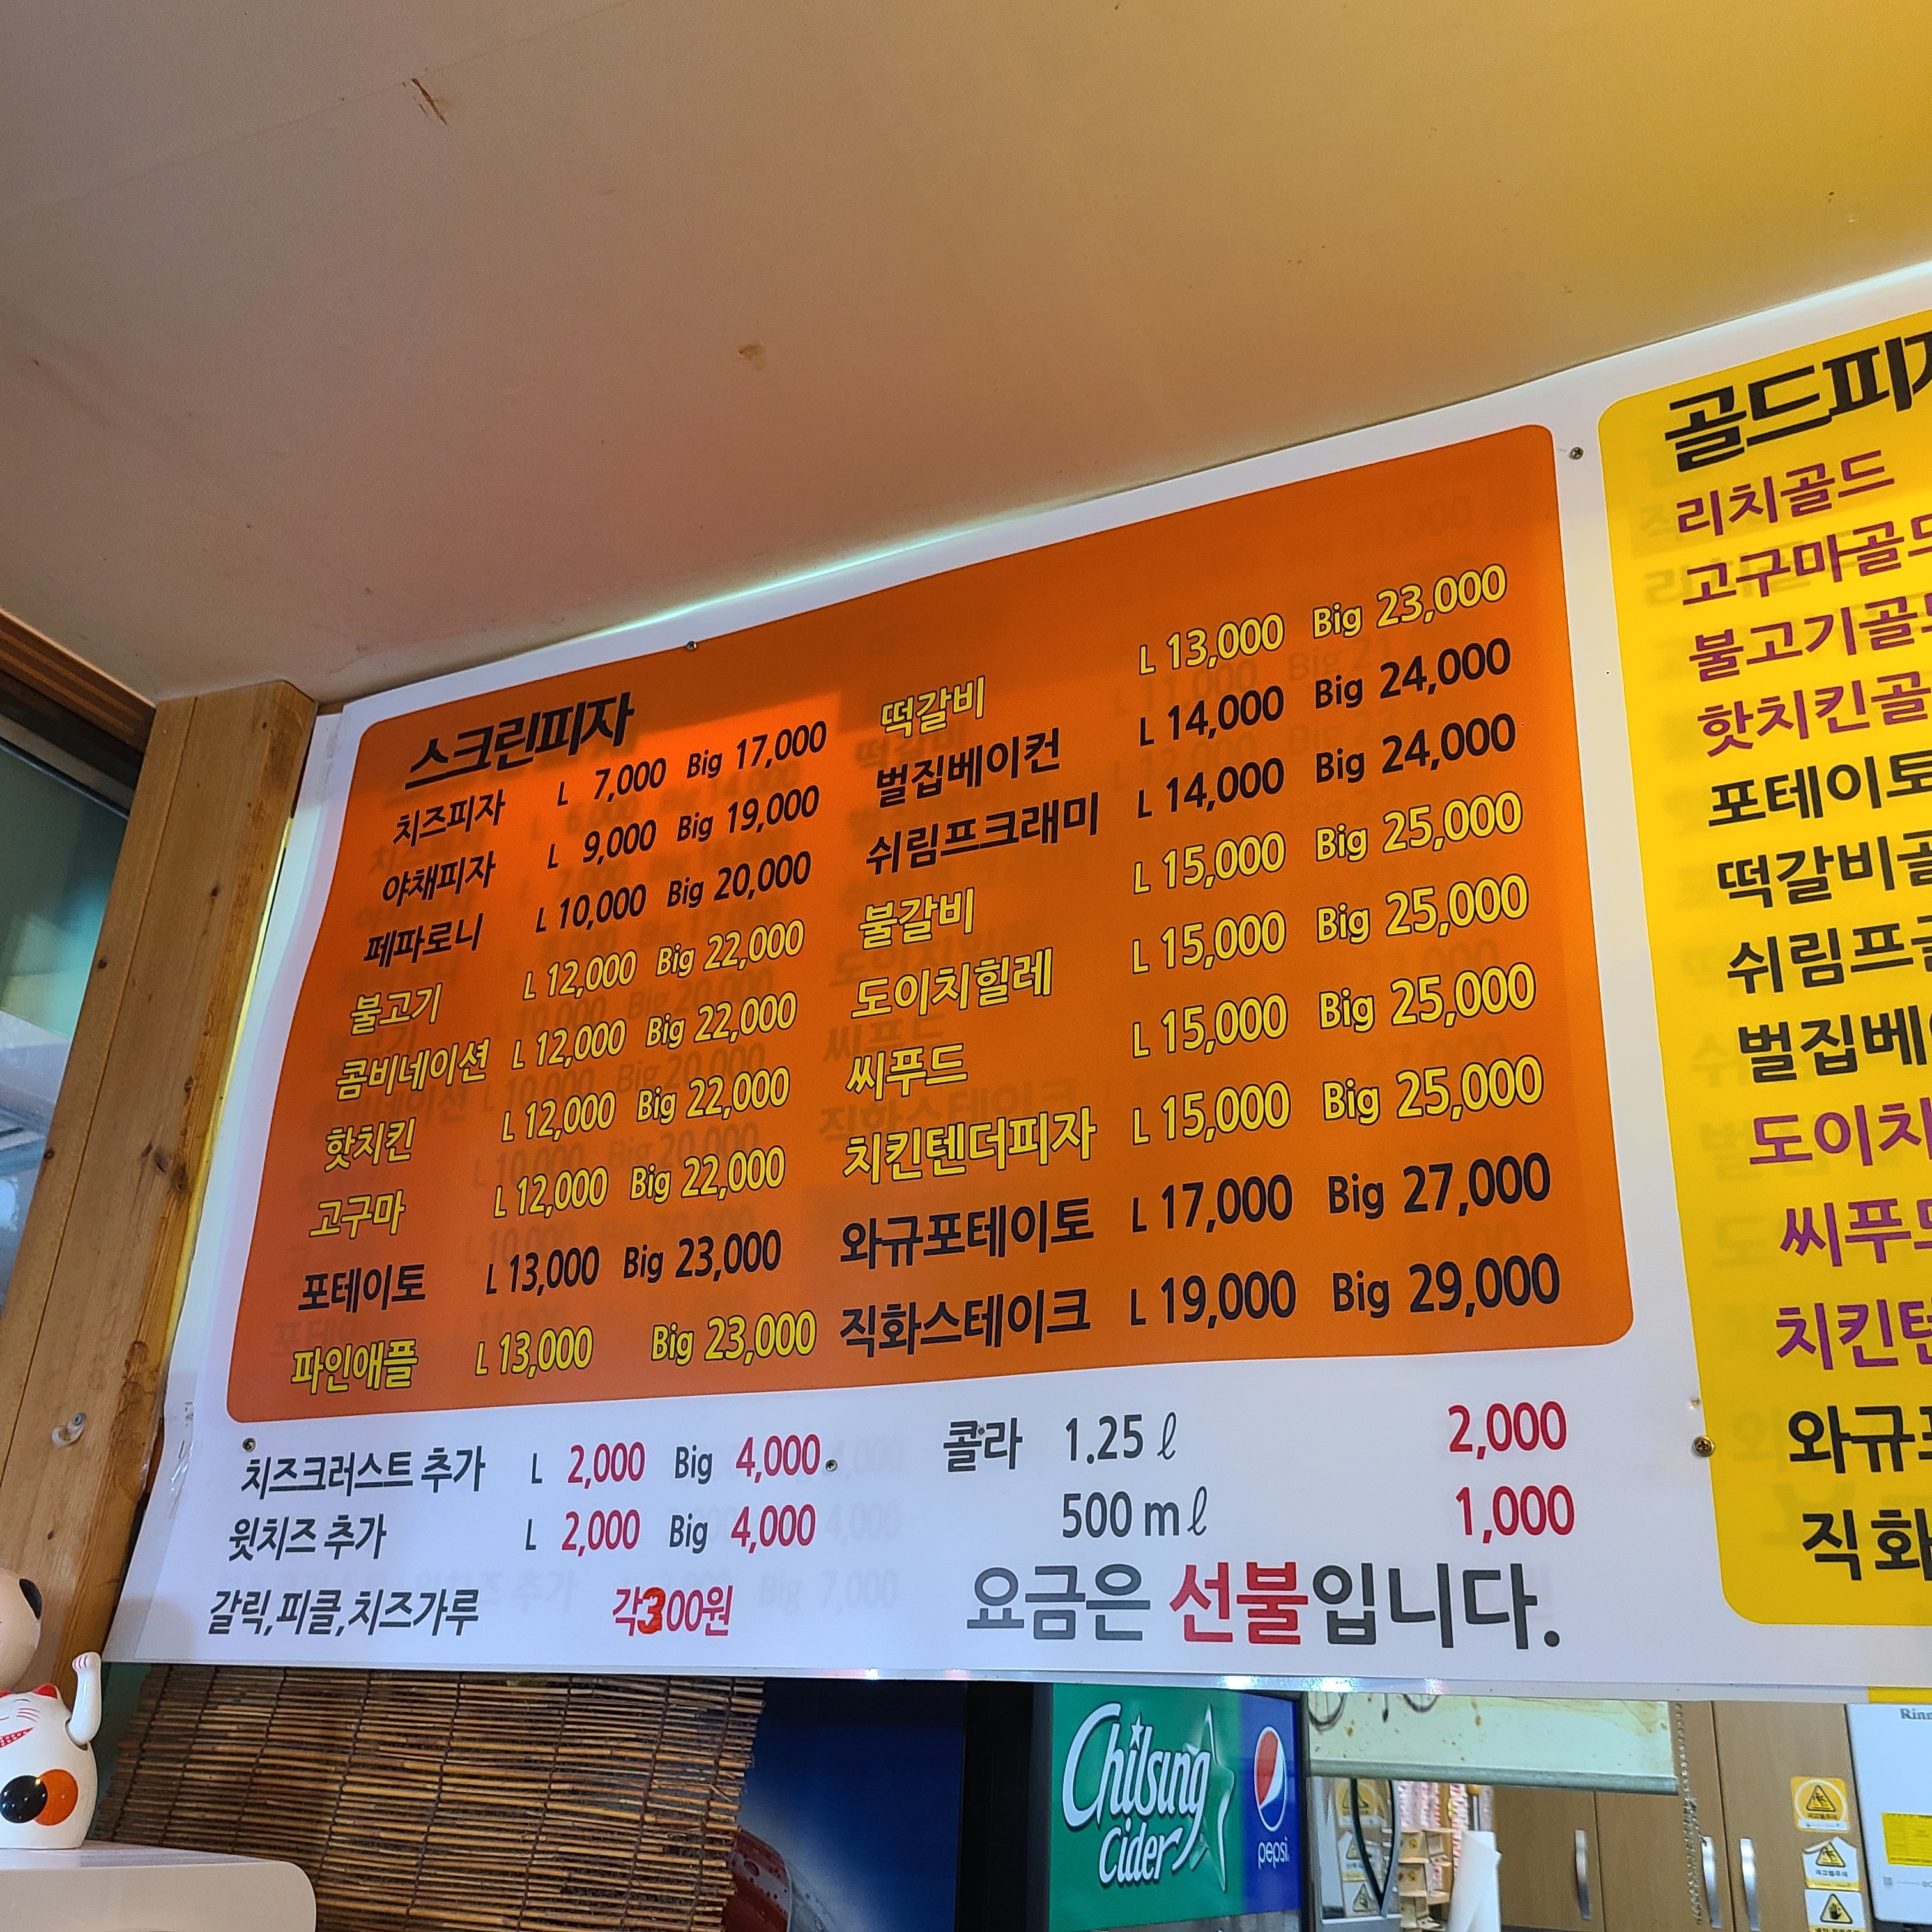 스크린피자
치즈피자 L 7,000 Big 17,000
야채피자 L 9,000 Big 19,000
페파로니 L 10,000 Big 20,000
불고기 L 12,000 Big 22,000
콤비네이션 L 12,000 Big 22,000
핫치킨 L 12,000 Big 22,000
고구마 L 12,000 Big 22,000
포테이토 L 13,000 Big 23,000
파인애플 L 13,000 Big 23,000
떡갈비 L 13,000 Big 23,000
벌집베이컨 L 14,000 Big 24,000
쉬림프크래미 L 14,000 Big 24,000
불갈비 L 15,000 Big 25,000
도이치휠레 L 15,000 Big 25,000
씨푸드 L 15,000 Big 25,000
치킨텐더피자 L 15,000 Big 25,000
와규포테이토 L 17,000 Big 27,000
직화스테이크 L 19,000 Big 29,000
치즈크러스트 추가 L 2,000 Big 4,000
윗치즈 추가 L 2,000 Big 4,000
갈릭,피클,치즈가루 각300원
콜라 1.25 ℓ 2,000
500 mℓ 1,000
요금은 선불입니다.
골드피자
리치골드
고구마골드
불고기골드
핫치킨골
포테이토
떡갈비골
쉬림프골
벌집베이
도이치
씨푸드
치킨텐
와규포
직화
Chilsung
cider
pepsi